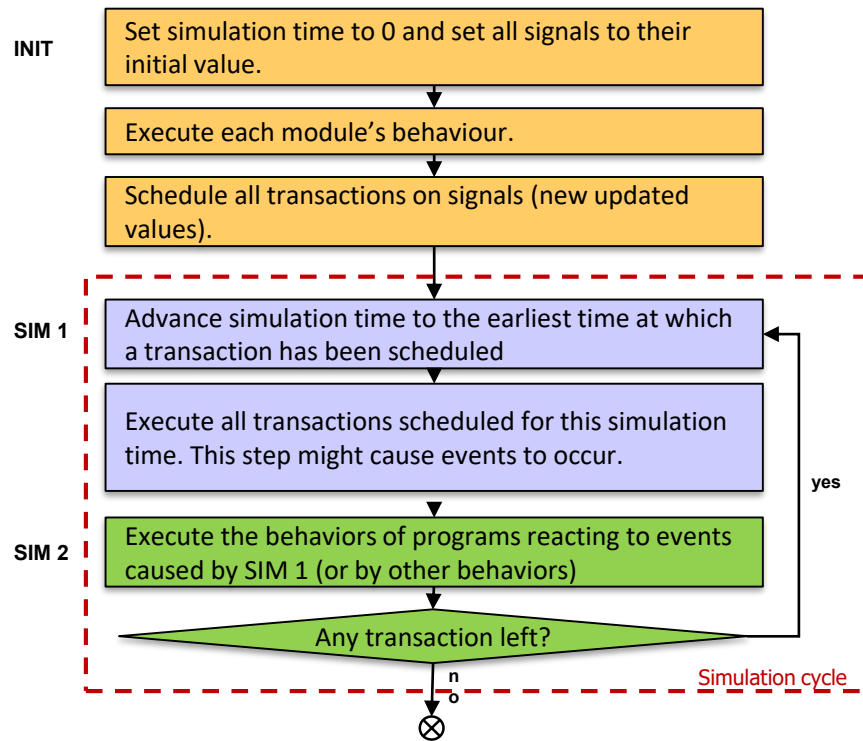 INIT
Set simulation time to 0 and set all signals to their
initial value.
Execute each module's behaviour.
Schedule all transactions on signals (new updated
values).
SIM 1
Advance simulation time to the earliest time at which
a transaction has been scheduled
Execute all transactions scheduled for this simulation
time. This step might cause events to occur.
yes
SIM 2
Execute the behaviors of programs reacting to events
caused by SIM 1 (or by other behaviors)
Any transaction left?
n
o
Simulation cycle